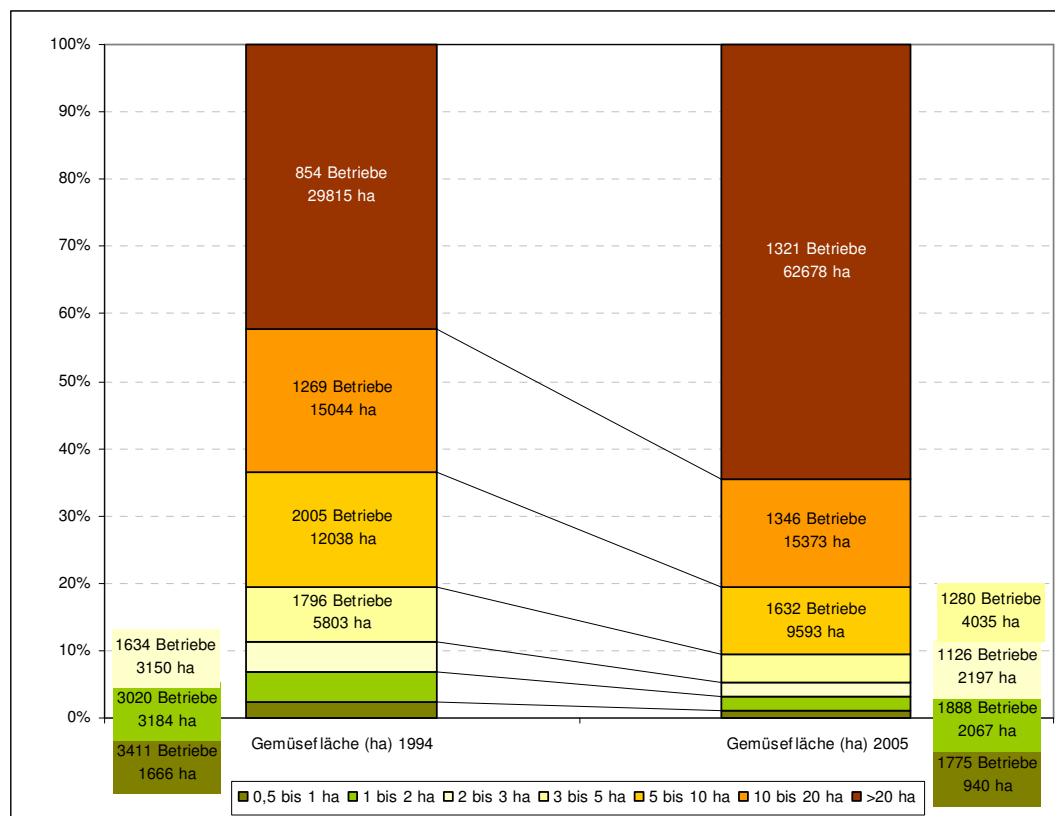 100%
90%
80%
70%
60%
50%
40%
30%
20%
10%
0%
854 Betriebe
29815 ha
1269 Betriebe
15044 ha
2005 Betriebe
12038 ha
1796 Betriebe
5803 ha
1634 Betriebe
3150 ha
3020 Betriebe
3184 ha
3411 Betriebe
1666 ha
1321 Betriebe
62678 ha
1346 Betriebe
15373 ha
1632 Betriebe
9593 ha
1280 Betriebe
4035 ha
1126 Betriebe
2197 ha
1888 Betriebe
2067 ha
1775 Betriebe
940 ha
Gemüsefläche (ha) 1994
Gemüsefläche (ha) 2005
0,5 bis 1 ha 1 bis 2 ha 2 bis 3 ha 3 bis 5 ha 5 bis 10 ha 10 bis 20 ha >20 ha